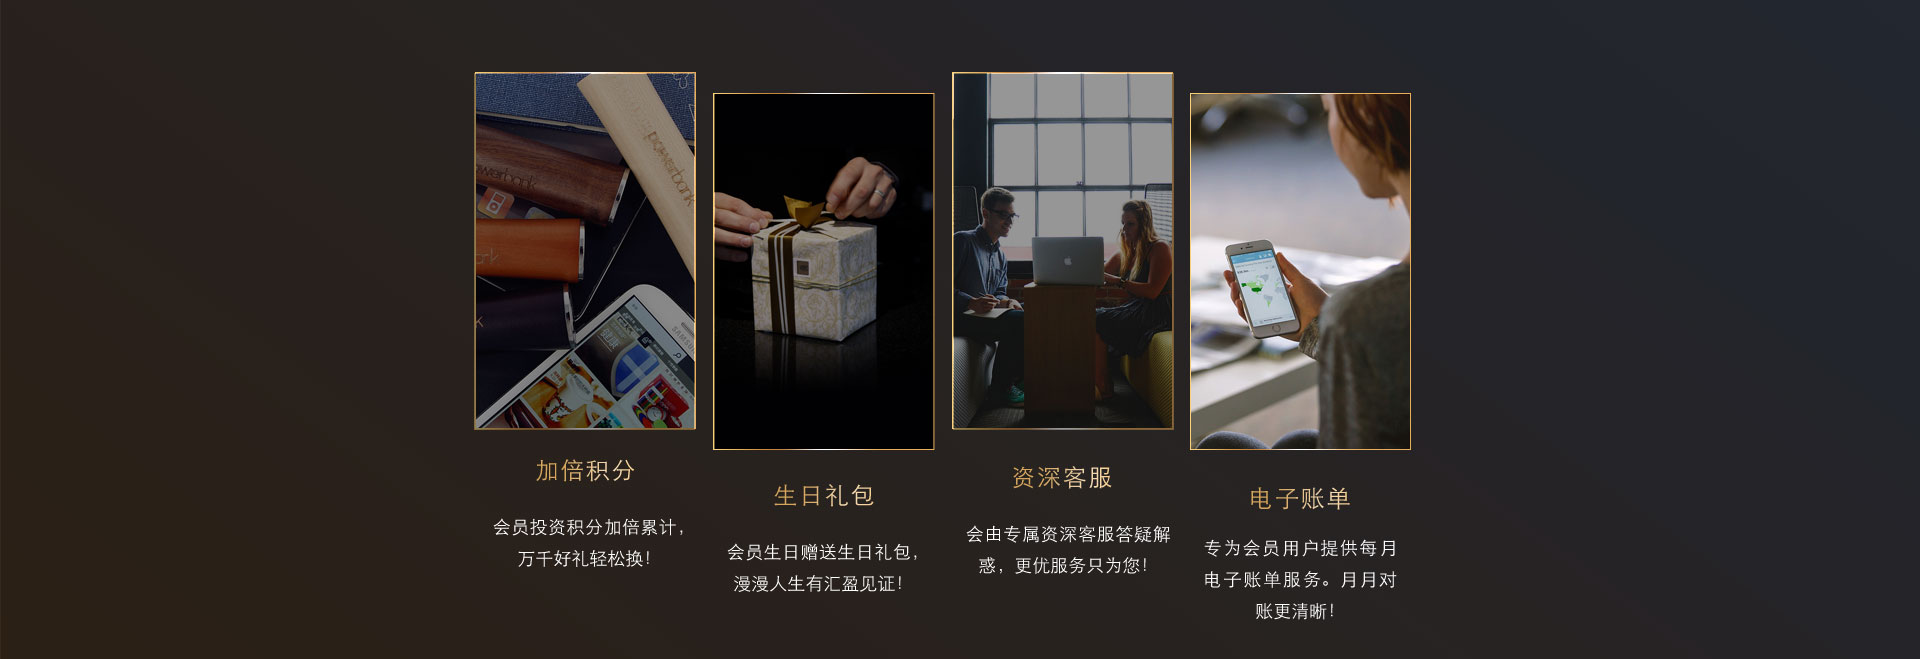 powerbank
powerbank
SAMSUNG
加倍积分
会员投资积分加倍累计，
万千好礼轻松换！
生日礼包
会员生日赠送生日礼包，
漫漫人生有汇盈见证！
资深客服
会由专属资深客服答疑解
惑，更优服务只为您！
电子账单
专为会员用户提供每月
电子账单服务。月月对
账更清晰！